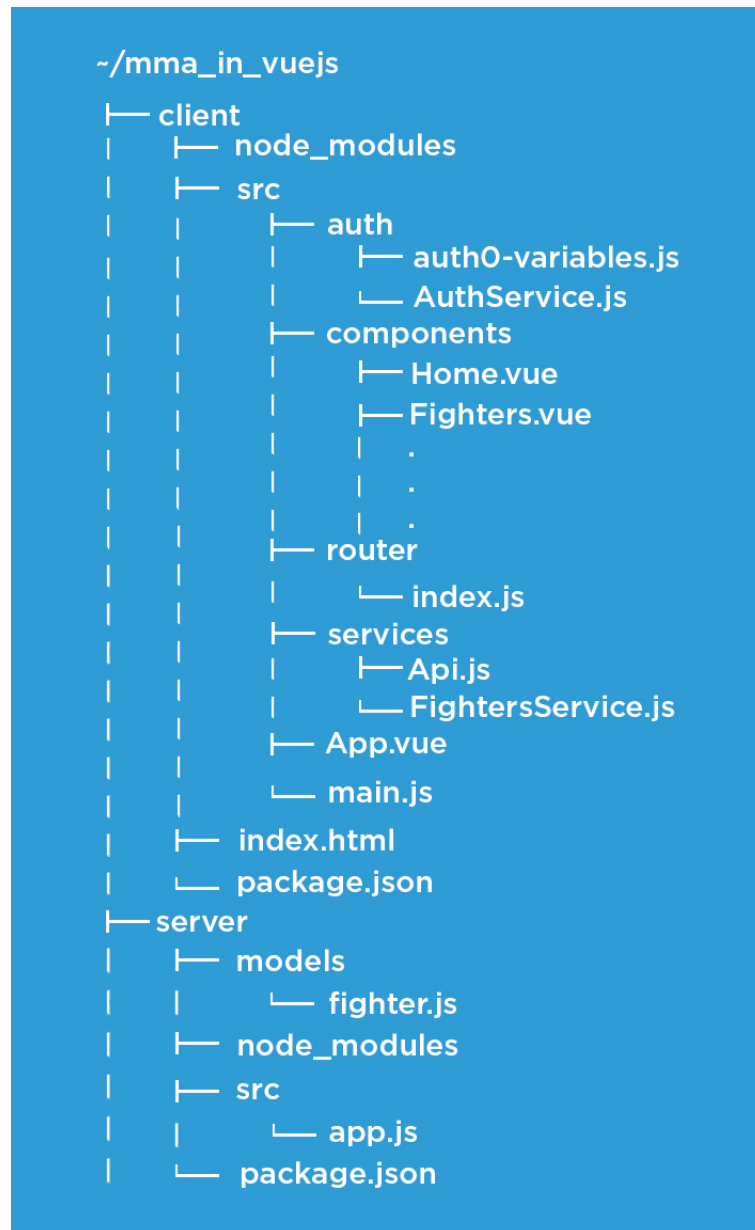 ~/mma_in_vuejs
client
node_modules
src
auth
auth0-variables.js
AuthService.js
components
Home.vue
Fighters.vue
.
.
.
router
index.js
services
Api.js
FightersService.js
App.vue
main.js
index.html
package.json
server
models
fighter.js
node_modules
src
app.js
package.json